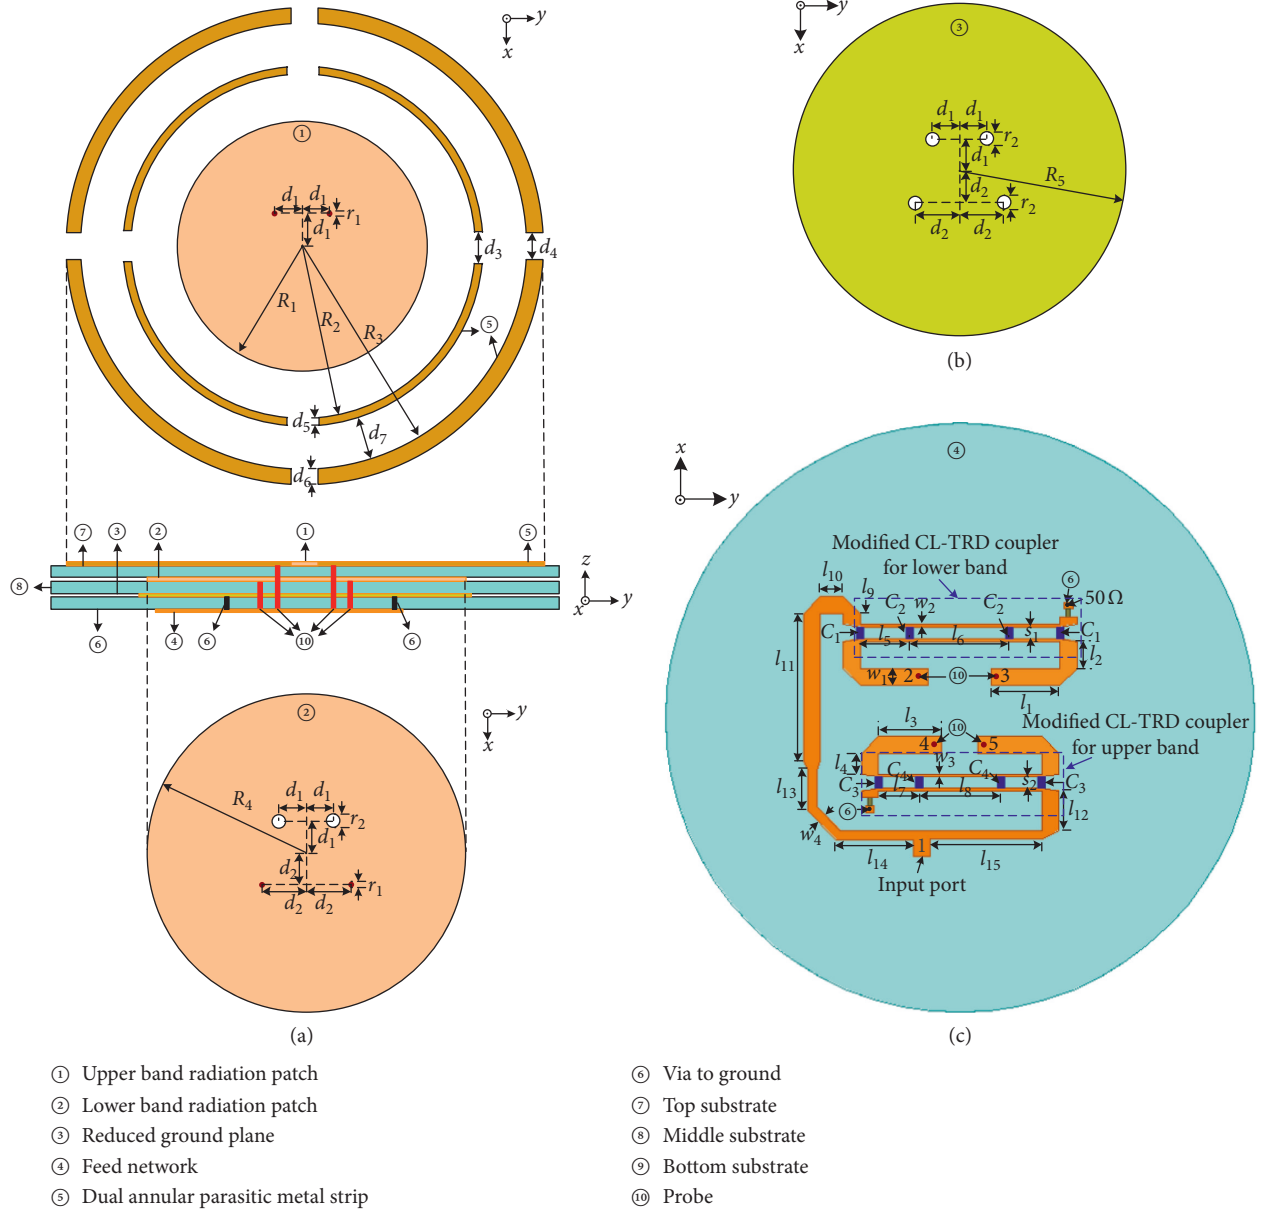 y
x
①
d1 d1
r1
d1
d3 d4
R1 R2 R3
⑤
d5
d7
d6
⑦ ③ ② ① ⑤
⑧
z
x y
⑥ ④ ⑥ ⑩ ⑥
②
y
x
R4
d1 d1
r2
d1
d2
r1
d2 d2
(a)
x
y
③
d1 d1
r2
d1
d2
R5
r2
d2 d2
(b)
④
x
y
Modified CL-TRD coupler
for lower band
l10
l9
C2 w2 C2
⑥
50 Ω
C1 l5 l6 s1 C1
l11
l2
w1 2 ⑩ 3
l1
l3
4 ⑩ 5
Modified CL-TRD coupler
for upper band
l4 w3
l13
C3 C4 C4 s2 C3
l7 l8
⑥
l12
w4
l14 1 l15
Input port
(c)
① Upper band radiation patch
② Lower band radiation patch
③ Reduced ground plane
④ Feed network
⑤ Dual annular parasitic metal strip
⑥ Via to ground
⑦ Top substrate
⑧ Middle substrate
⑨ Bottom substrate
⑩ Probe